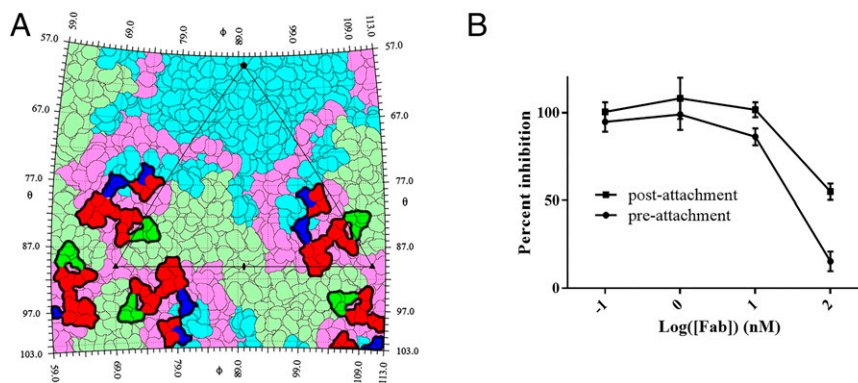 A
59.0 69.0 79.0 φ 89.0 99.0 109.0 113.0
57.0 57.0
67.0 67.0
77.0 77.0
θ θ
87.0 87.0
97.0 97.0
103.0 103.0
59.0 69.0 79.0 φ 89.0 99.0 109.0 113.0
B
Percent inhibition
100
50
0
post-attachment
pre-attachment
-1 0 1 2
Log([Fab]) (nM)